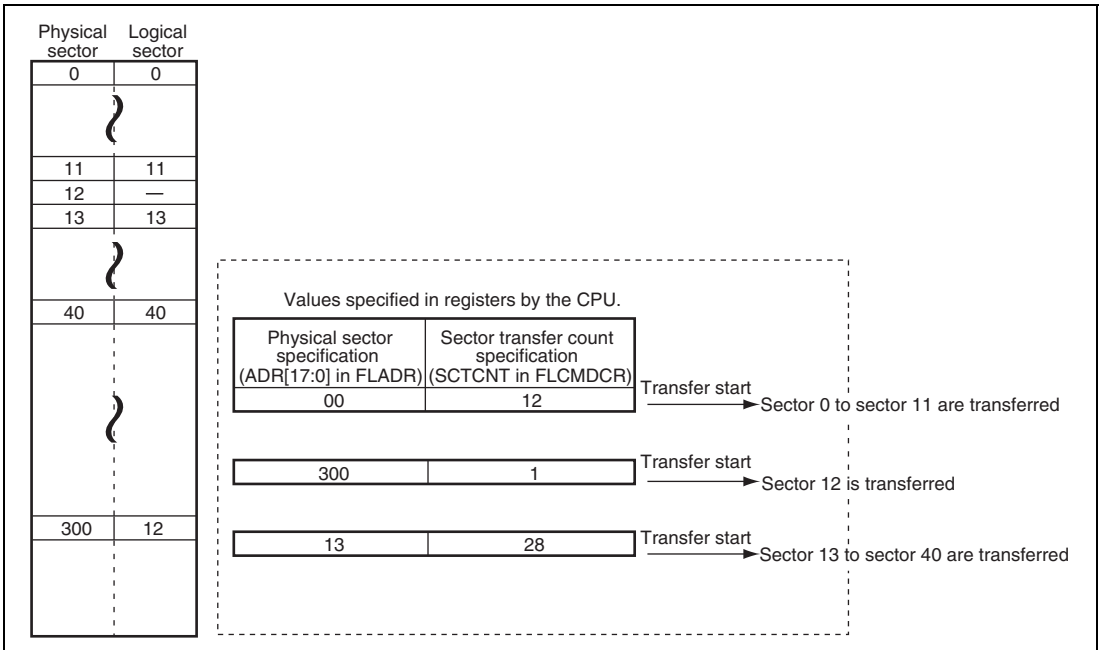 Physical sector Logical sector
0 0
11 11
12 —
13 13
40 40
300 12
Values specified in registers by the CPU.
Physical sector specification (ADR[17:0] in FLADR) Sector transfer count specification (SCTCNT in FLCMDCR)
00 12
Transfer start
Sector 0 to sector 11 are transferred
300 1
Transfer start
Sector 12 is transferred
13 28
Transfer start
Sector 13 to sector 40 are transferred